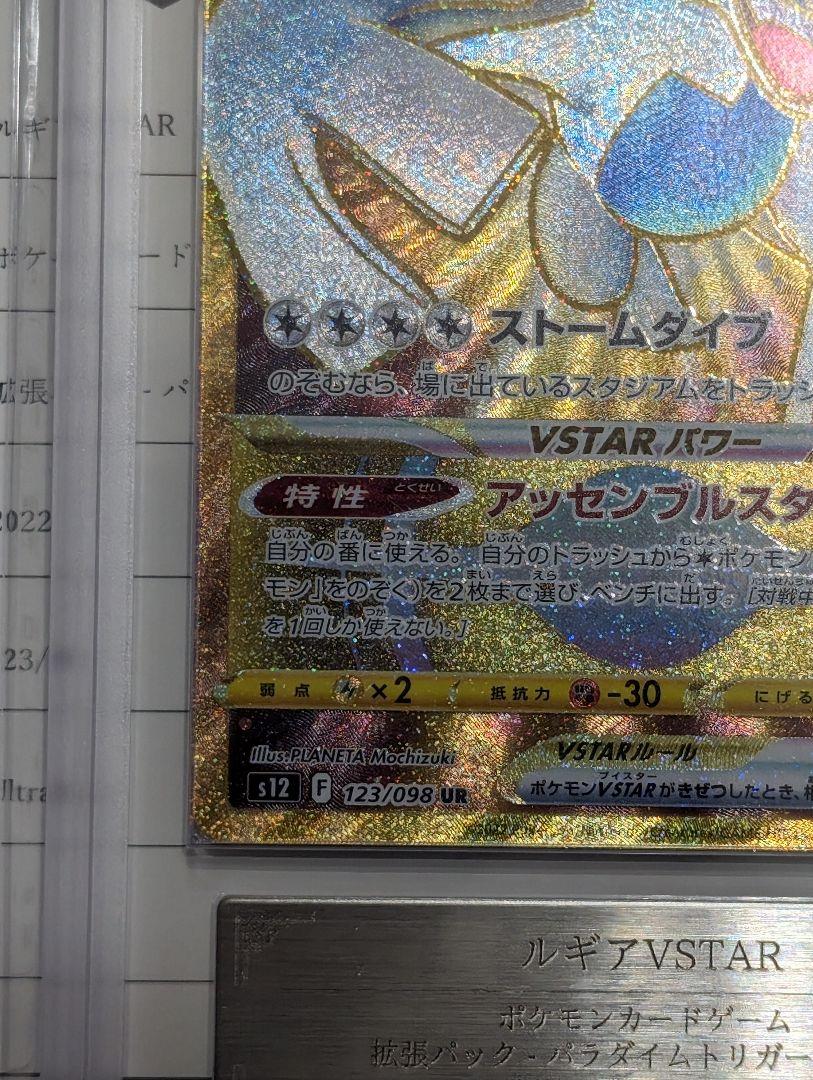 ルギア AR
ポケ ード
拡張 - パ
2022
23/
Ultra
ストームダイブ
のぞむなら、場に出ているスタジアムをトラッシ
VSTARパワー
特性 とくせい アッセンブルスタ
自分の番に使える。自分のトラッシュからポケモン
モン」をのぞく)を2枚まで選び、ベンチに出す。[対戦中
を1回しか使えない。]
弱点 ×2 抵抗力 -30 にげる
Illus.PLANETA Mochizuki
VSTARルール
s12 F 123/098 UR
ポケモンVSTARがきぜつしたとき、相
ルギアVSTAR
ポケモンカードゲーム
拡張パック - パラダイムトリガー